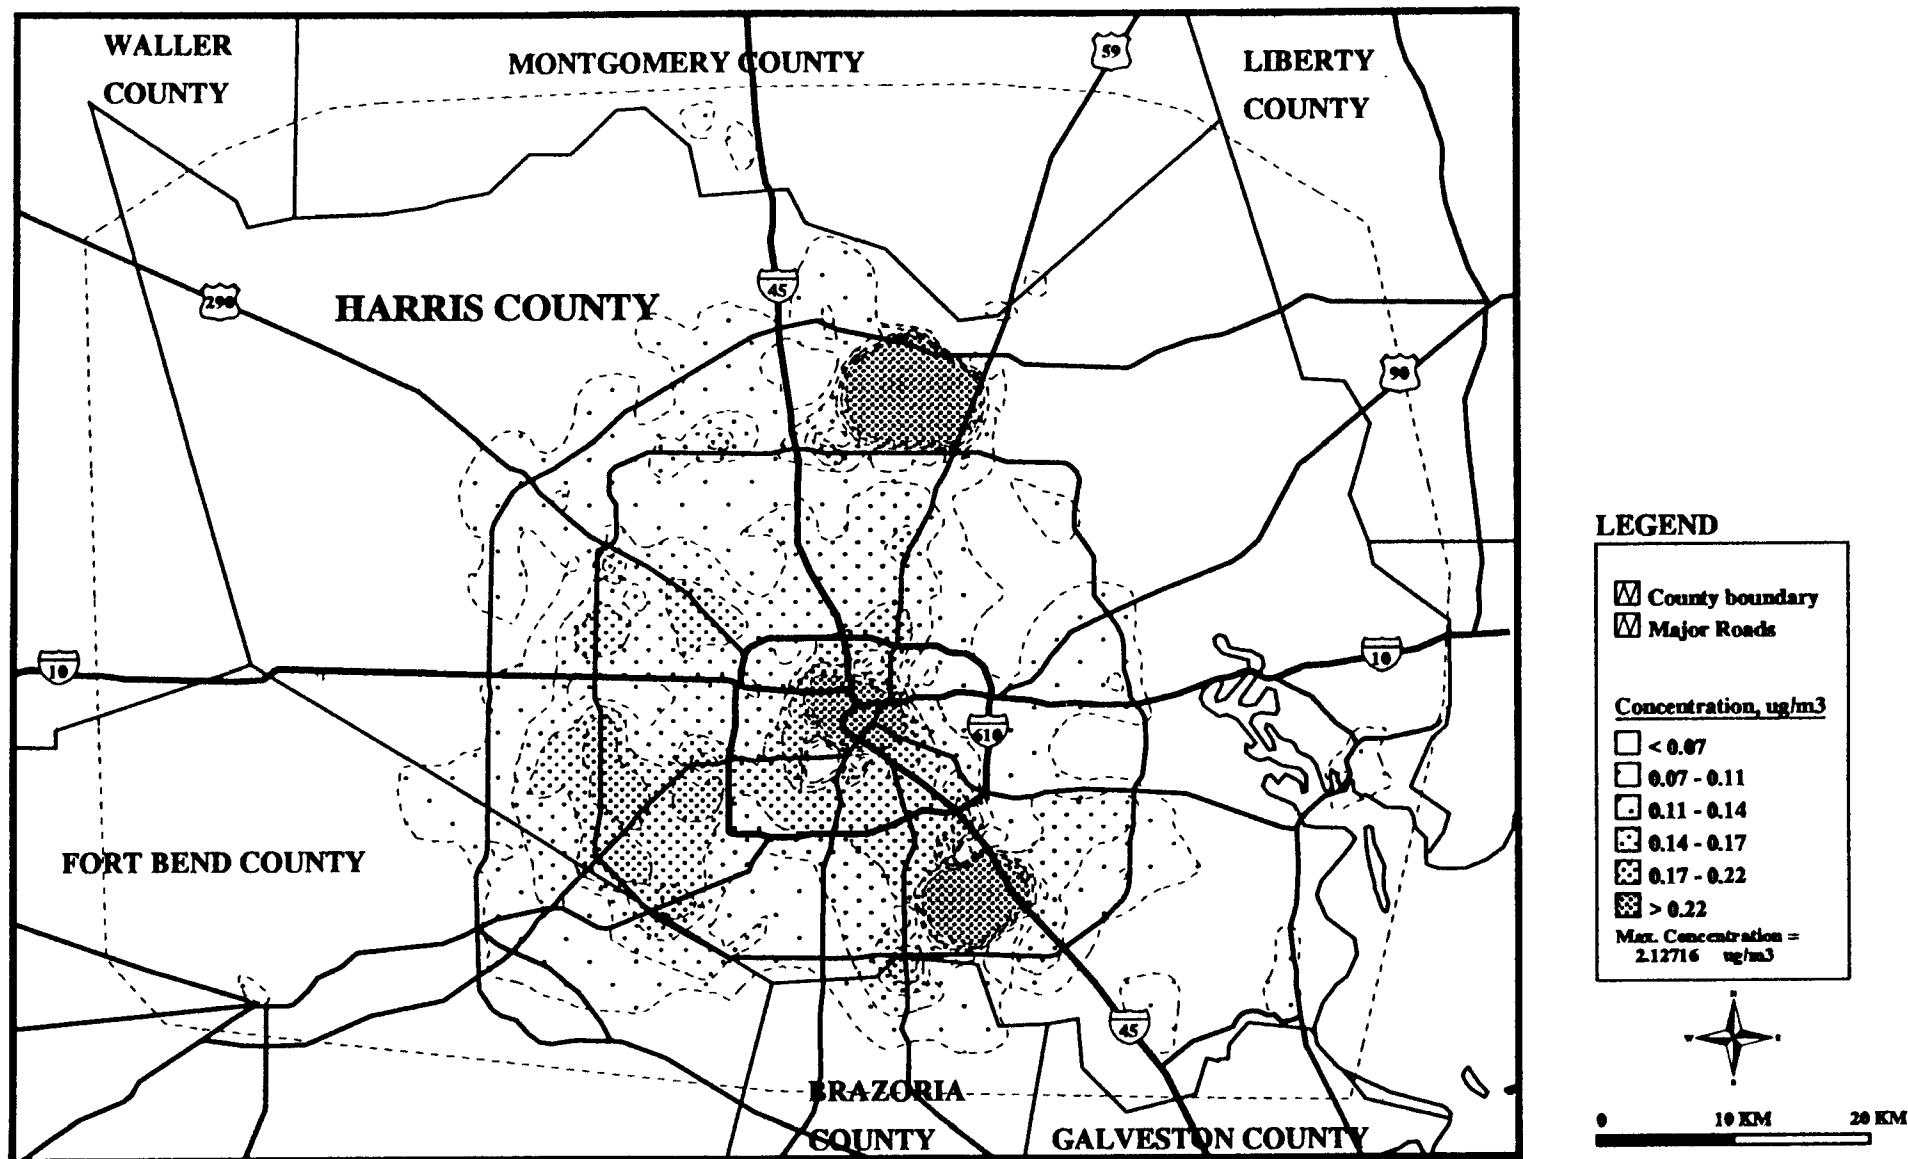 WALLER
COUNTY
MONTGOMERY COUNTY
59
LIBERTY
COUNTY
290
HARRIS COUNTY
45
90
10
10
610
FORT BEND COUNTY
45
BRAZORIA
COUNTY
GALVESTON COUNTY
LEGEND
County boundary
Major Roads
Concentration, ug/m3
< 0.07
0.07 - 0.11
0.11 - 0.14
0.14 - 0.17
0.17 - 0.22
> 0.22
Max. Concentration =
2.12716 ug/m3
0 10 KM 20 KM